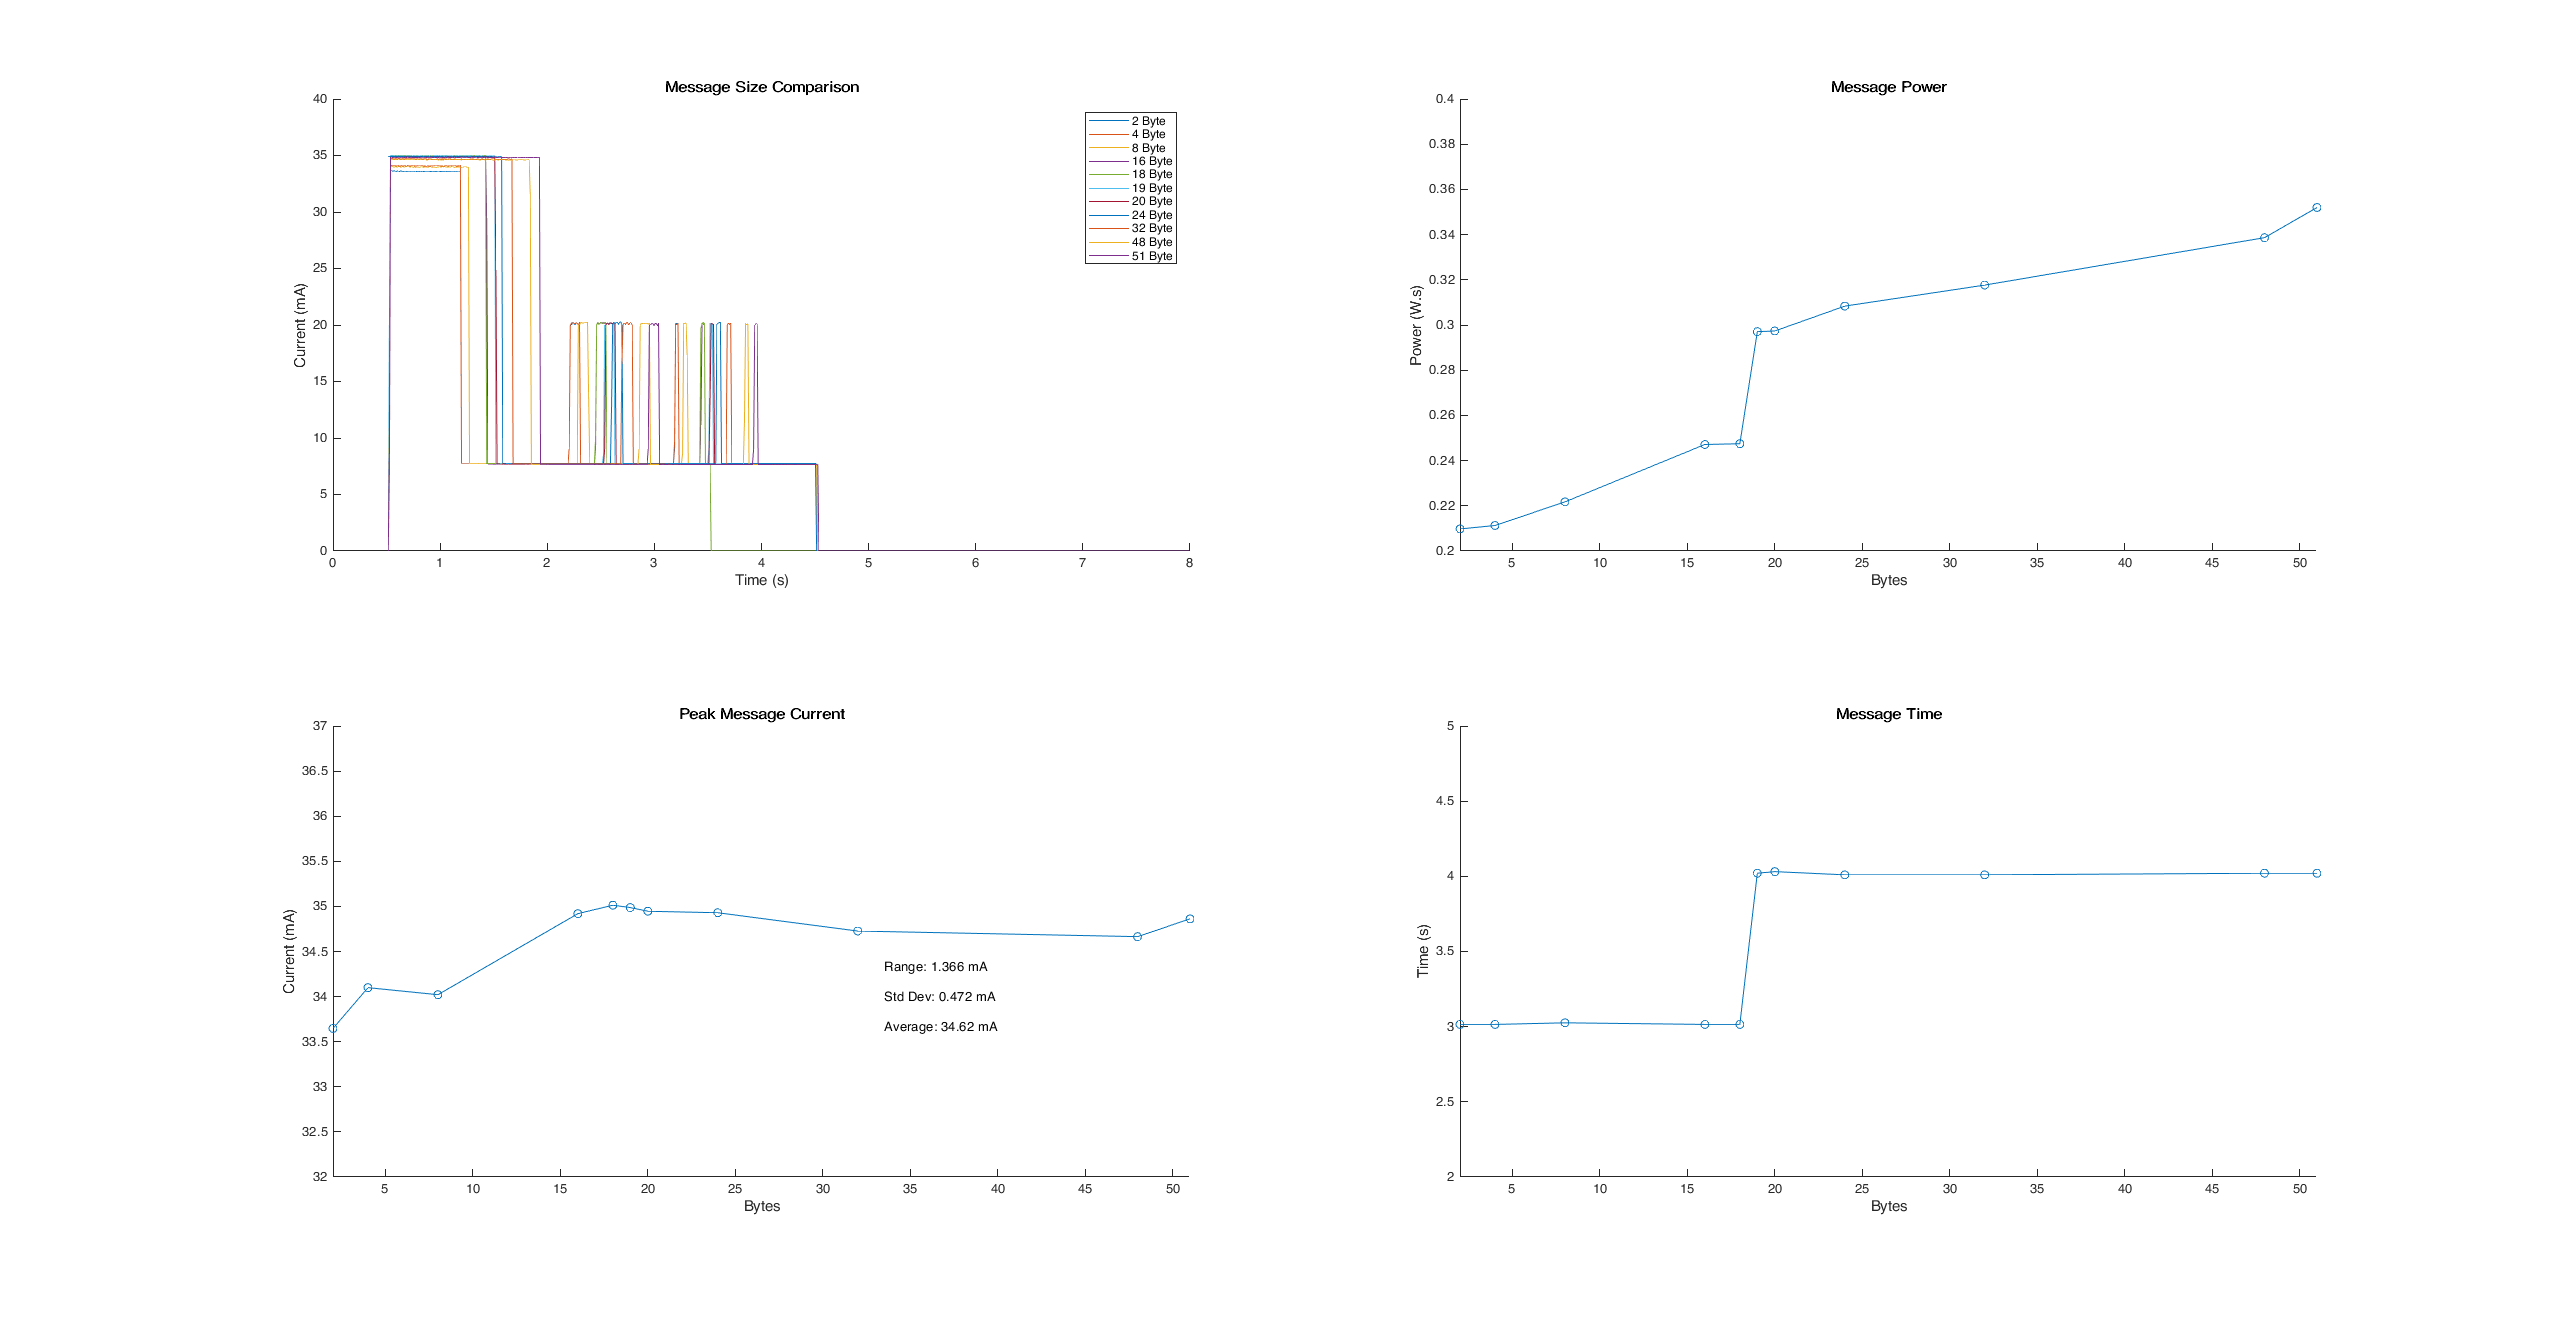 Message Size Comparison
40
35
30
25
20
15
10
5
0
Current (mA)
0 1 2 3 4 5 6 7 8
Time (s)
2 Byte
4 Byte
8 Byte
16 Byte
18 Byte
19 Byte
20 Byte
24 Byte
32 Byte
48 Byte
51 Byte
Message Power
0.4
0.38
0.36
0.34
0.32
0.3
0.28
0.26
0.24
0.22
0.2
Power (W.s)
5 10 15 20 25 30 35 40 45 50
Bytes
Peak Message Current
37
36.5
36
35.5
35
34.5
34
33.5
33
32.5
32
Current (mA)
Range: 1.366 mA
Std Dev: 0.472 mA
Average: 34.62 mA
5 10 15 20 25 30 35 40 45 50
Bytes
Message Time
5
4.5
4
3.5
3
2.5
2
Time (s)
5 10 15 20 25 30 35 40 45 50
Bytes